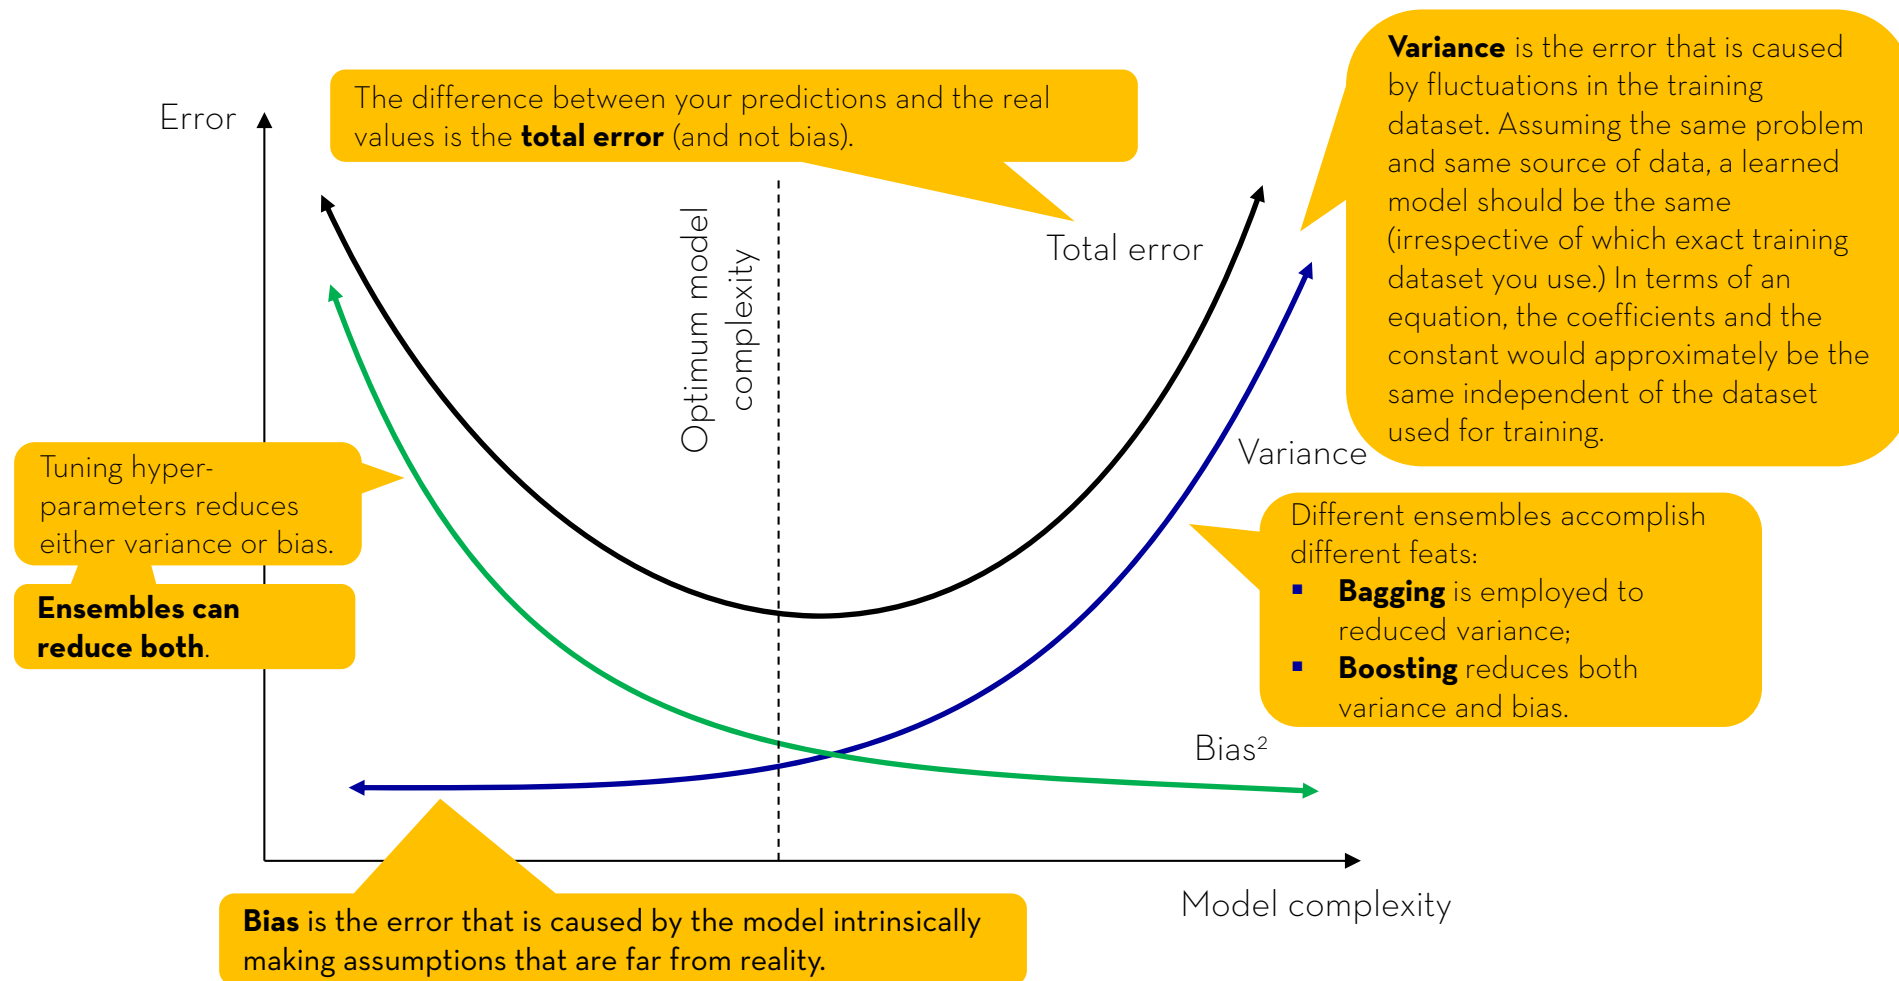 Error
The difference between your predictions and the real
values is the total error (and not bias).
Variance is the error that is caused
by fluctuations in the training
dataset. Assuming the same problem
and same source of data, a learned
model should be the same
(irrespective of which exact training
dataset you use.) In terms of an
equation, the coefficients and the
constant would approximately be the
same independent of the dataset
used for training.
Optimum model
complexity
Total error
Variance
Tuning hyper-
parameters reduces
either variance or bias.
Ensembles can
reduce both.
Different ensembles accomplish
different feats:
▪ Bagging is employed to
reduced variance;
▪ Boosting reduces both
variance and bias.
Bias²
Model complexity
Bias is the error that is caused by the model intrinsically
making assumptions that are far from reality.